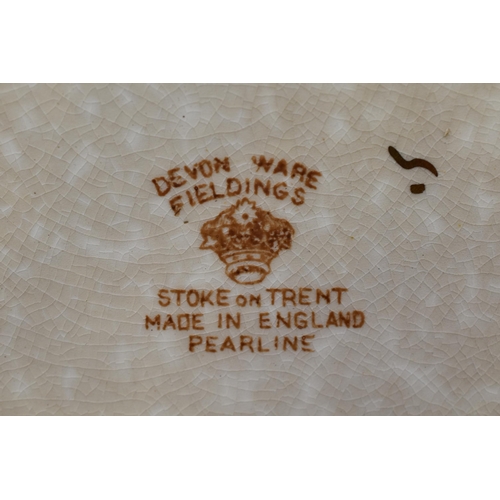 DEVON WARE
FIELDINGS
STOKE ON TRENT
MADE IN ENGLAND
PEARLINE